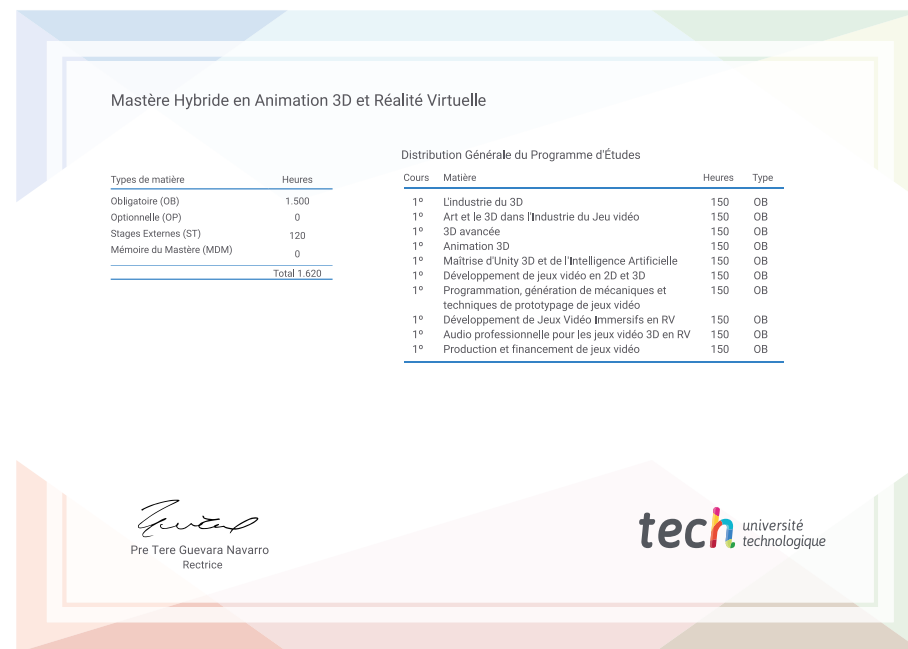 Mastère Hybride en Animation 3D et Réalité Virtuelle
Types de matière Heures
Obligatoire (OB) 1.500
Optionnelle (OP) 0
Stages Externes (ST) 120
Mémoire du Mastère (MDM) 0
Total 1.620
Distribution Générale du Programme d'Études
Cours Matière Heures Type
1º L'industrie du 3D 150 OB
1º Art et le 3D dans l'Industrie du Jeu vidéo 150 OB
1º 3D avancée 150 OB
1º Animation 3D 150 OB
1º Maîtrise d'Unity 3D et de l'Intelligence Artificielle 150 OB
1º Développement de jeux vidéo en 2D et 3D 150 OB
1º Programmation, génération de mécaniques et 150 OB
techniques de prototypage de jeux vidéo
1º Développement de Jeux Vidéo Immersifs en RV 150 OB
1º Audio professionnelle pour les jeux vidéo 3D en RV 150 OB
1º Production et financement de jeux vidéo 150 OB
Pre Tere Guevara Navarro
Rectrice
tech université
technologique